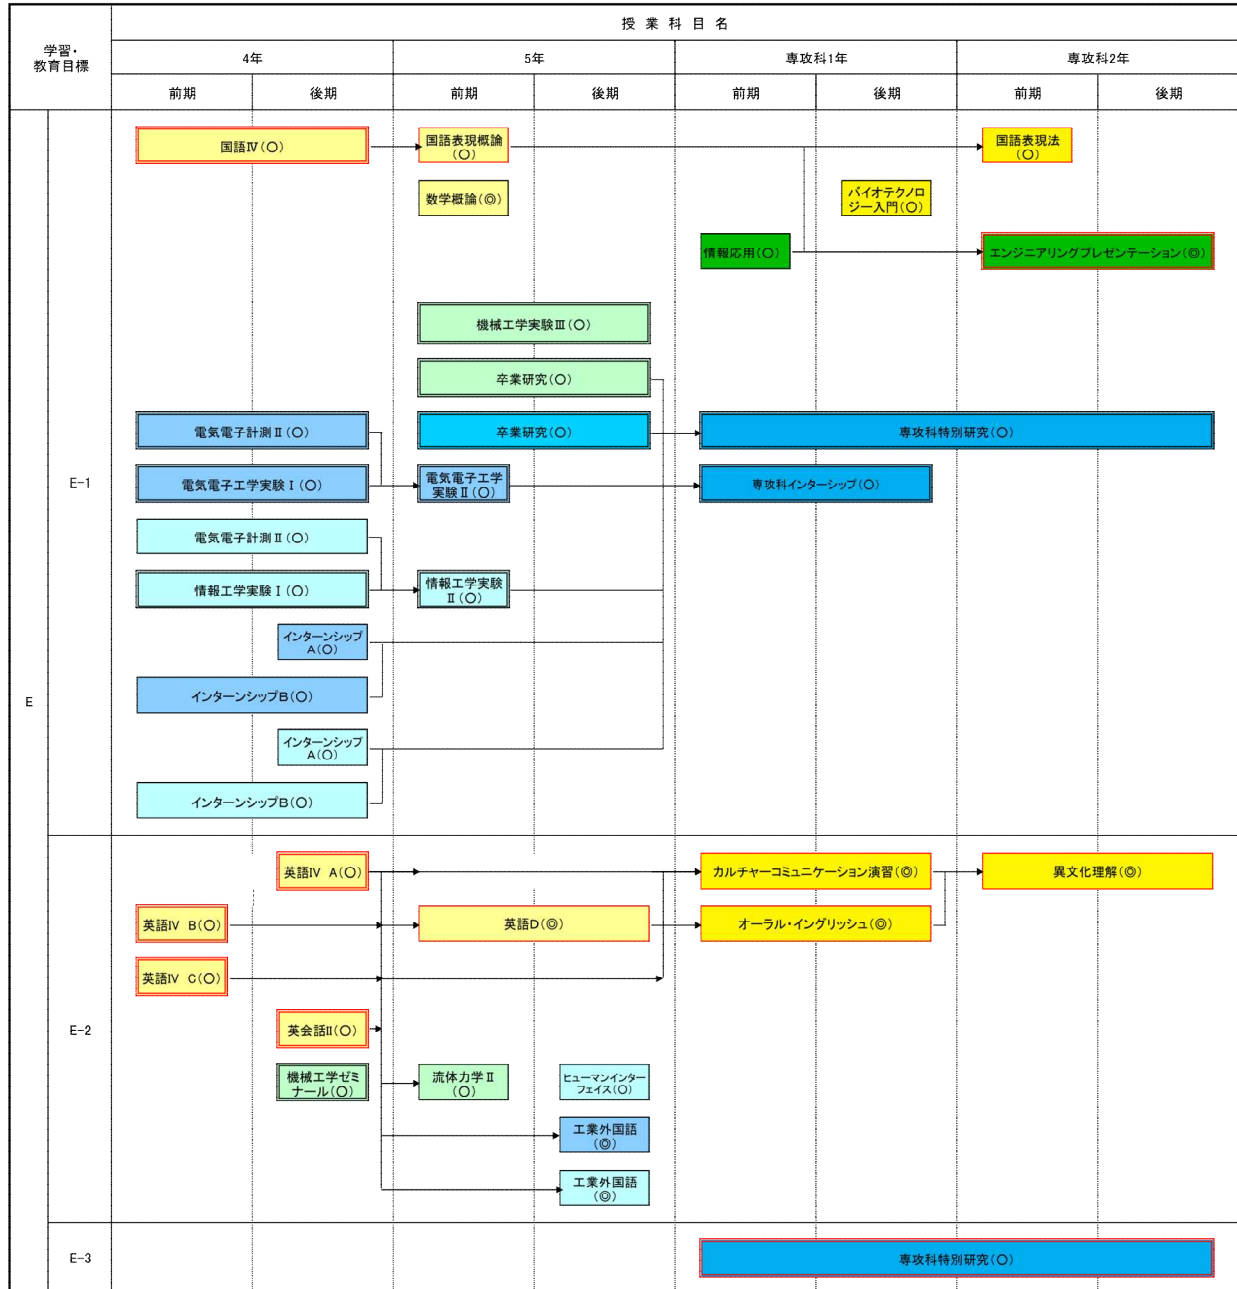 授 業 科 目 名
学習・
教育目標
4年
5年
専攻科1年
専攻科2年
前期
後期
前期
後期
前期
後期
前期
後期
E
E-1
国語Ⅳ(○)
国語表現概論
(○)
国語表現法
(○)
数学概論(◎)
バイオテクノロ
ジー入門(○)
情報応用(○)
エンジニアリングプレゼンテーション(◎)
機械工学実験Ⅲ(○)
卒業研究(○)
電気電子計測Ⅱ(○)
卒業研究(○)
専攻科特別研究(○)
電気電子工学実験Ⅰ(○)
電気電子工学
実験Ⅱ(○)
専攻科インターシップ(○)
電気電子計測Ⅱ(○)
情報工学実験Ⅰ(○)
情報工学実験
Ⅱ(○)
インターンシップ
A(○)
インターンシップB(○)
インターンシップ
A(○)
インターンシップB(○)
E-2
英語Ⅳ A(○)
カルチャーコミュニケーション演習(◎)
異文化理解(◎)
英語Ⅳ B(○)
英語D(◎)
オーラル・イングリッシュ(◎)
英語Ⅳ C(○)
英会話Ⅱ(○)
機械工学ゼミ
ナール(○)
流体力学Ⅱ
(○)
ヒューマンインター
フェイス(○)
工業外国語
(◎)
工業外国語
(◎)
E-3
専攻科特別研究(○)